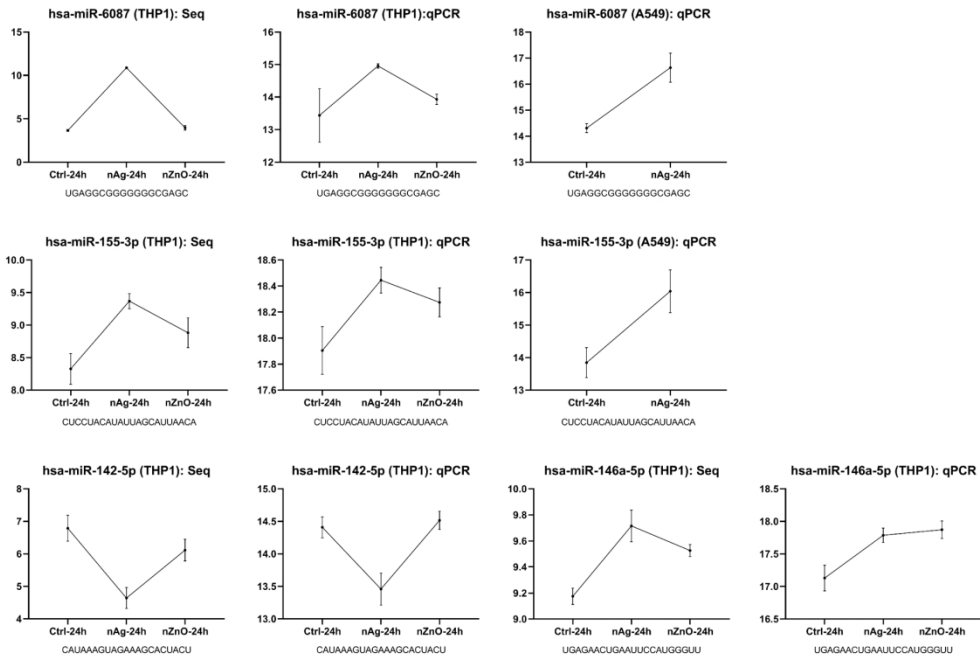 hsa-miR-6087 (THP1): Seq
15
10
5
0
Ctrl-24h nAg-24h nZnO-24h
UGAGGCGGGGGGGCGAGC
hsa-miR-6087 (THP1):qPCR
16
15
14
13
12
Ctrl-24h nAg-24h nZnO-24h
UGAGGCGGGGGGGCGAGC
hsa-miR-6087 (A549): qPCR
18
17
16
15
14
13
Ctrl-24h nAg-24h
UGAGGCGGGGGGGCGAGC
hsa-miR-155-3p (THP1): Seq
10.0
9.5
9.0
8.5
8.0
Ctrl-24h nAg-24h nZnO-24h
CUCCUACAUAUUAGCAUUAACA
hsa-miR-155-3p (THP1): qPCR
18.6
18.4
18.2
18.0
17.8
17.6
Ctrl-24h nAg-24h nZnO-24h
CUCCUACAUAUUAGCAUUAACA
hsa-miR-155-3p (A549): qPCR
17
16
15
14
13
Ctrl-24h nAg-24h
CUCCUACAUAUUAGCAUUAACA
hsa-miR-142-5p (THP1): Seq
8
7
6
5
4
Ctrl-24h nAg-24h nZnO-24h
CAUAAAGUAGAAAGCACUACU
hsa-miR-142-5p (THP1): qPCR
15.0
14.5
14.0
13.5
13.0
Ctrl-24h nAg-24h nZnO-24h
CAUAAAGUAGAAAGCACUACU
hsa-miR-146a-5p (THP1): Seq
10.0
9.8
9.6
9.4
9.2
9.0
Ctrl-24h nAg-24h nZnO-24h
UGAGAACUGAAUUCCAUGGGUU
hsa-miR-146a-5p (THP1): qPCR
18.5
18.0
17.5
17.0
16.5
Ctrl-24h nAg-24h nZnO-24h
UGAGAACUGAAUUCCAUGGGUU